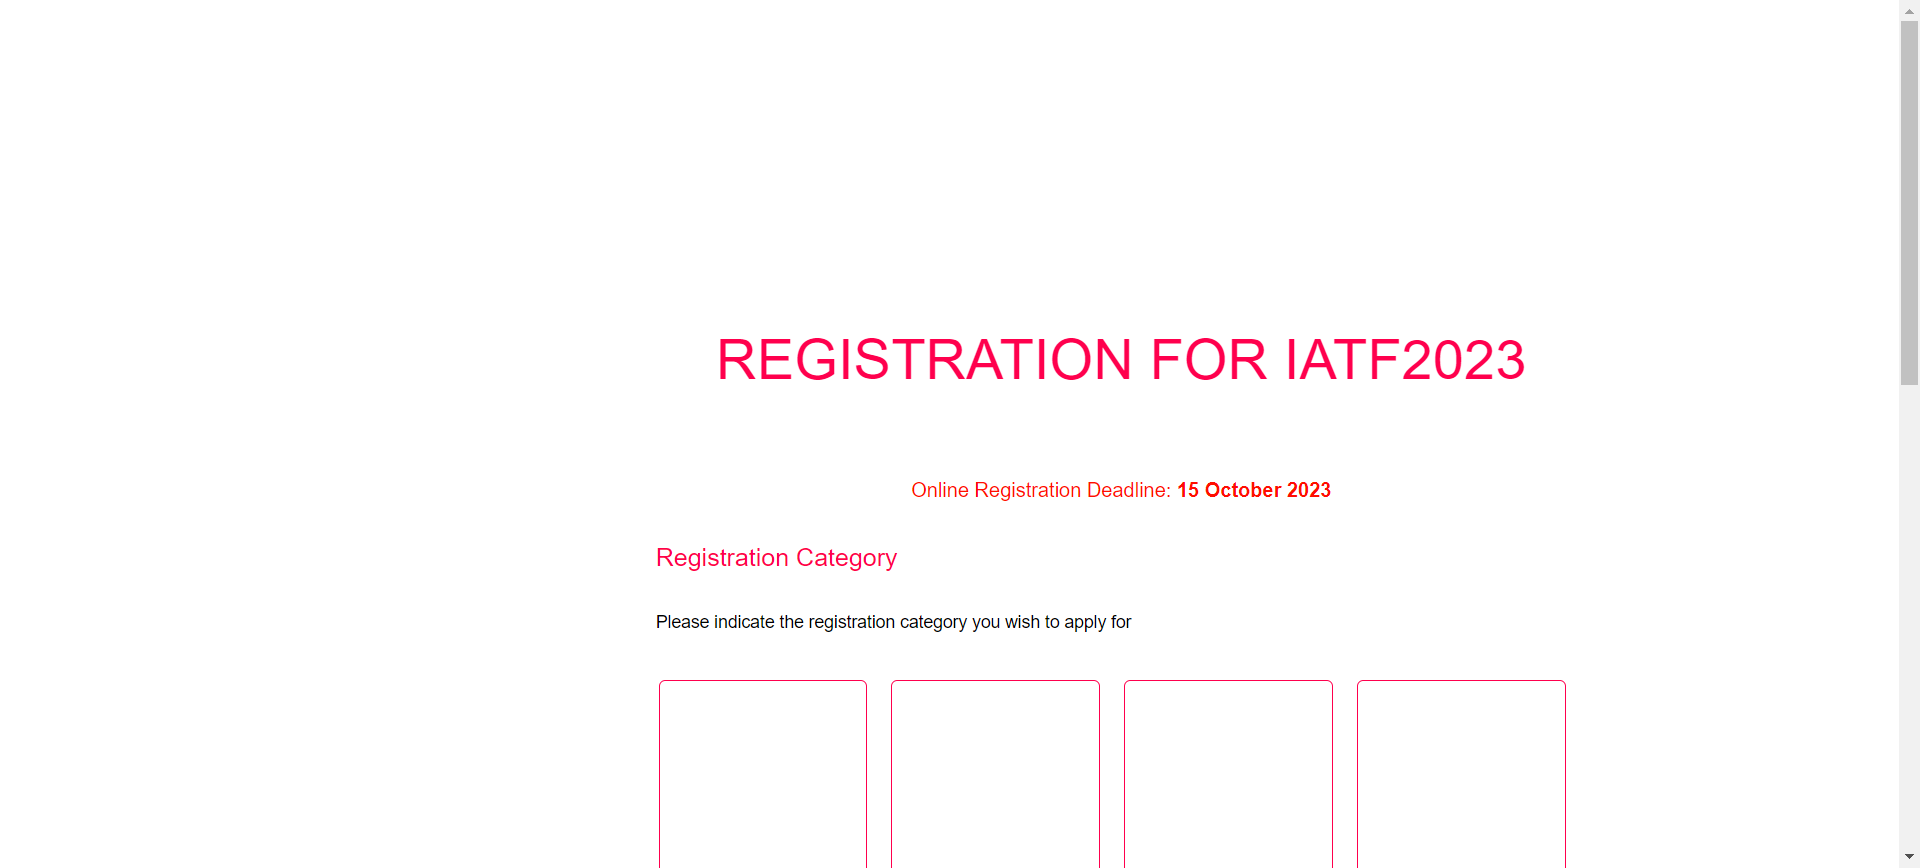 REGISTRATION FOR IATF2023
Online Registration Deadline: 15 October 2023
Registration Category
Please indicate the registration category you wish to apply for